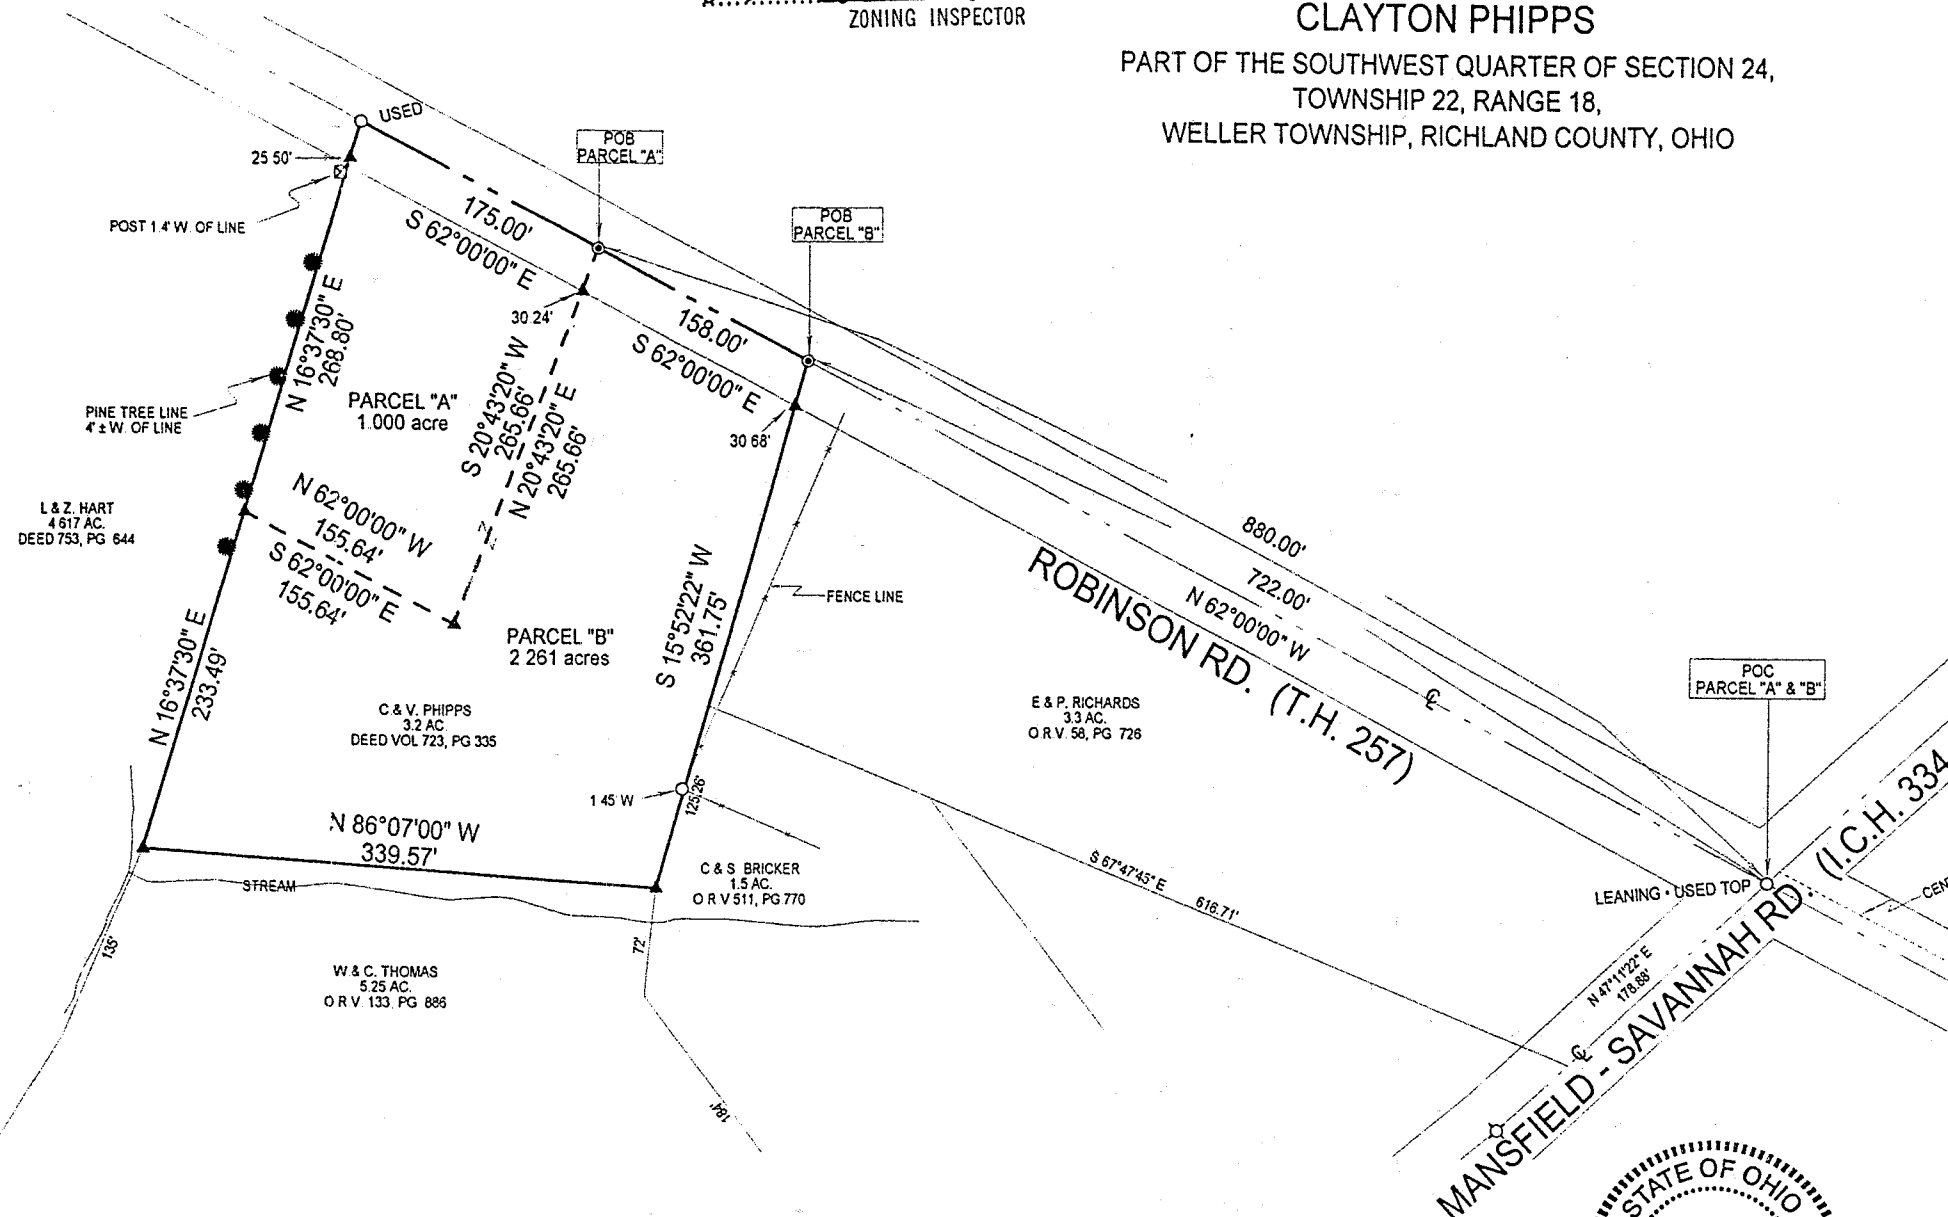 ZONING INSPECTOR
CLAYTON PHIPPS
PART OF THE SOUTHWEST QUARTER OF SECTION 24,
TOWNSHIP 22, RANGE 18,
WELLER TOWNSHIP, RICHLAND COUNTY, OHIO
USED
POB
PARCEL "A"
25 50'
POST 1.4' W. OF LINE
175.00'
S 62°00'00" E
POB
PARCEL "B"
30.24'
158.00'
S 62°00'00" E
30 68'
N 16°37'30" E
268.80'
PARCEL "A"
1.000 acre
S 20°43'20" W
265.66'
N 20°43'20" E
265.66'
PINE TREE LINE
4' ± W. OF LINE
N 62°00'00" W
155.64'
S 62°00'00" E
155.64'
L & Z. HART
4 617 AC.
DEED 753, PG 644
PARCEL "B"
2 261 acres
S 15°52'22" W
361.75'
FENCE LINE
880.00'
722.00'
N 62°00'00" W
ROBINSON RD. (T.H. 257)
N 16°37'30" E
233.49'
C.& V. PHIPPS
3.2 AC
DEED VOL 723, PG 335
E & P. RICHARDS
3.3 AC.
O R V. 58, PG 726
POC
PARCEL "A" & "B"
1 45' W
125.26'
N 86°07'00" W
339.57'
STREAM
C & S BRICKER
1.5 AC.
O R V 511, PG 770
S 67°47'45" E
616.71'
LEANING - USED TOP
CEN
135'
72'
W & C. THOMAS
5.25 AC.
O R V. 133, PG 886
184'
N 47°11'22" E
178.88'
MANSFIELD - SAVANNAH RD. (I.C.H. 334
STATE OF OHIO